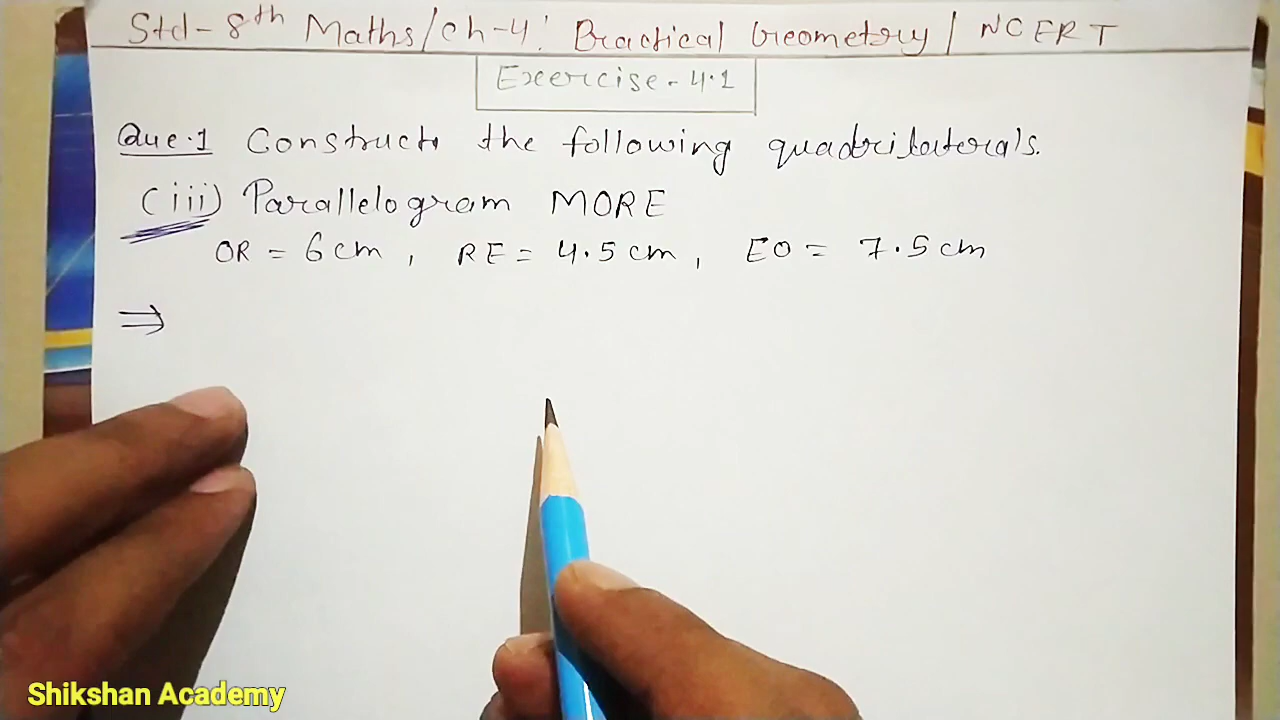 Std-8th Maths/Ch-4: Practical Geometry/ NCERT
Exercise-4.1
Que.1 Construct the following quadrilaterals.
(iii) Parallelogram MORE
OR = 6 cm, RE = 4.5 cm, EO = 7.5 cm
⇒
Shikshan Academy